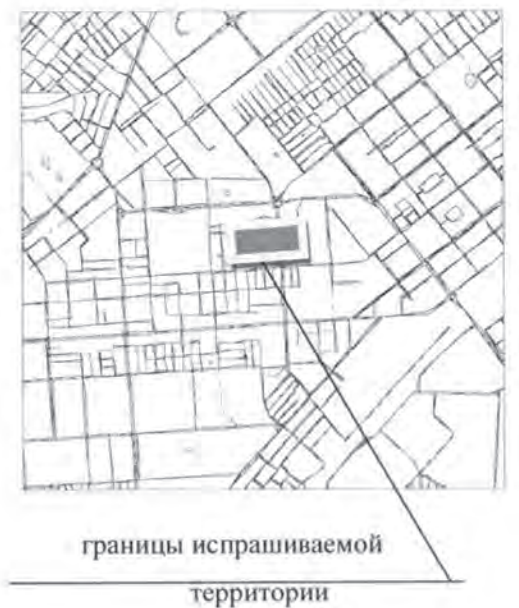 границы испрашиваемой
территории